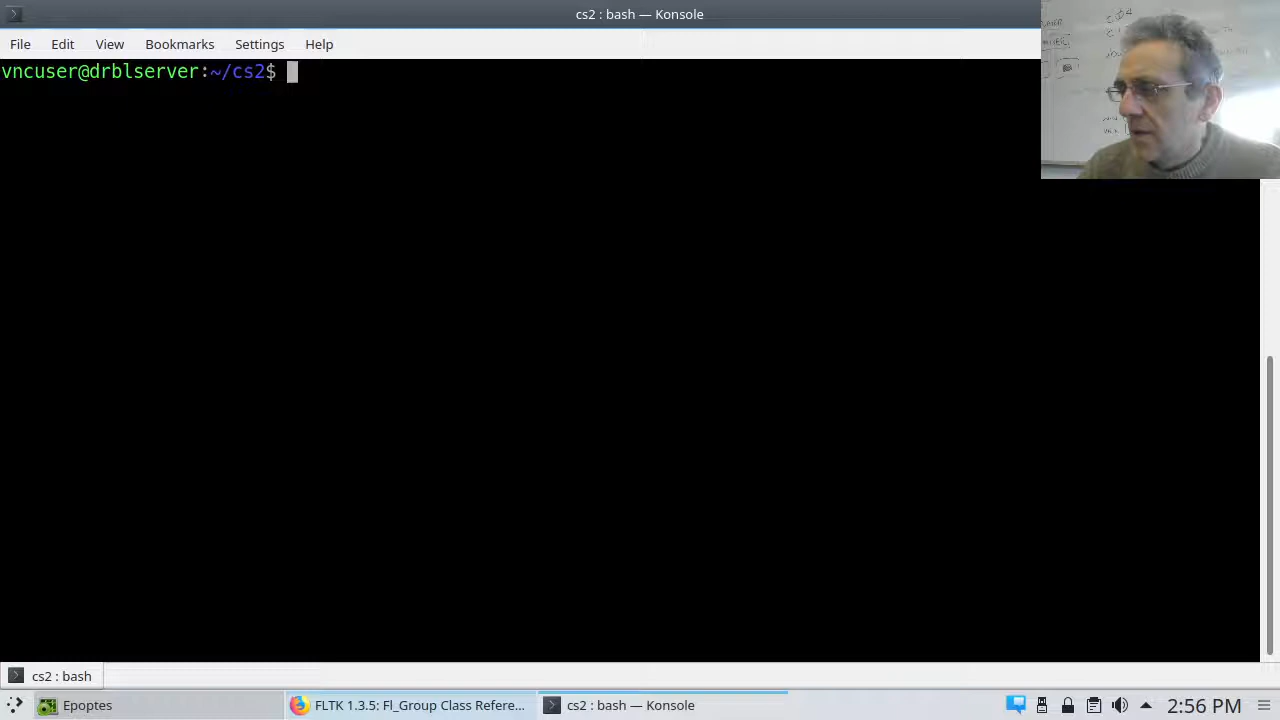 cs2 : bash — Konsole
File Edit View Bookmarks Settings Help
vncuser@drblserver:~/cs2$
cs2 : bash
Epoptes
FLTK 1.3.5: Fl_Group Class Refere...
cs2 : bash — Konsole
2:56 PM